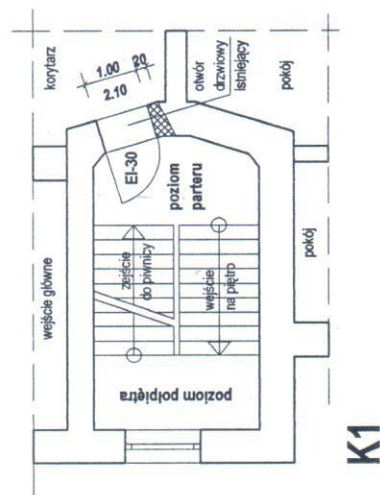 wejście główne
korytarz
1.00
20
2.10
EI-30
otwór
drzwiowy
istniejący
pokój
poziom
parteru
zejście
do piwnicy
wejście
na piętro
poziom połpiętra
pokój
K1